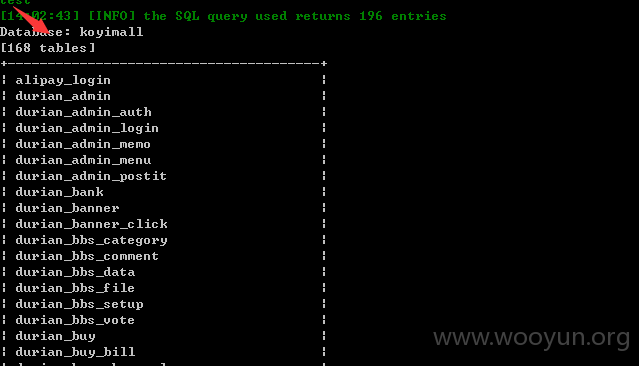 test
[14:02:43] [INFO] the SQL query used returns 196 entries
Database: koyimall
[168 tables]
+---------------------------------------+
¦ alipay_login ¦
¦ durian_admin ¦
¦ durian_admin_auth ¦
¦ durian_admin_login ¦
¦ durian_admin_memo ¦
¦ durian_admin_menu ¦
¦ durian_admin_postit ¦
¦ durian_bank ¦
¦ durian_banner ¦
¦ durian_banner_click ¦
¦ durian_bbs_category ¦
¦ durian_bbs_comment ¦
¦ durian_bbs_data ¦
¦ durian_bbs_file ¦
¦ durian_bbs_setup ¦
¦ durian_bbs_vote ¦
¦ durian_buy ¦
¦ durian_buy_bill ¦
www.wooyun.org